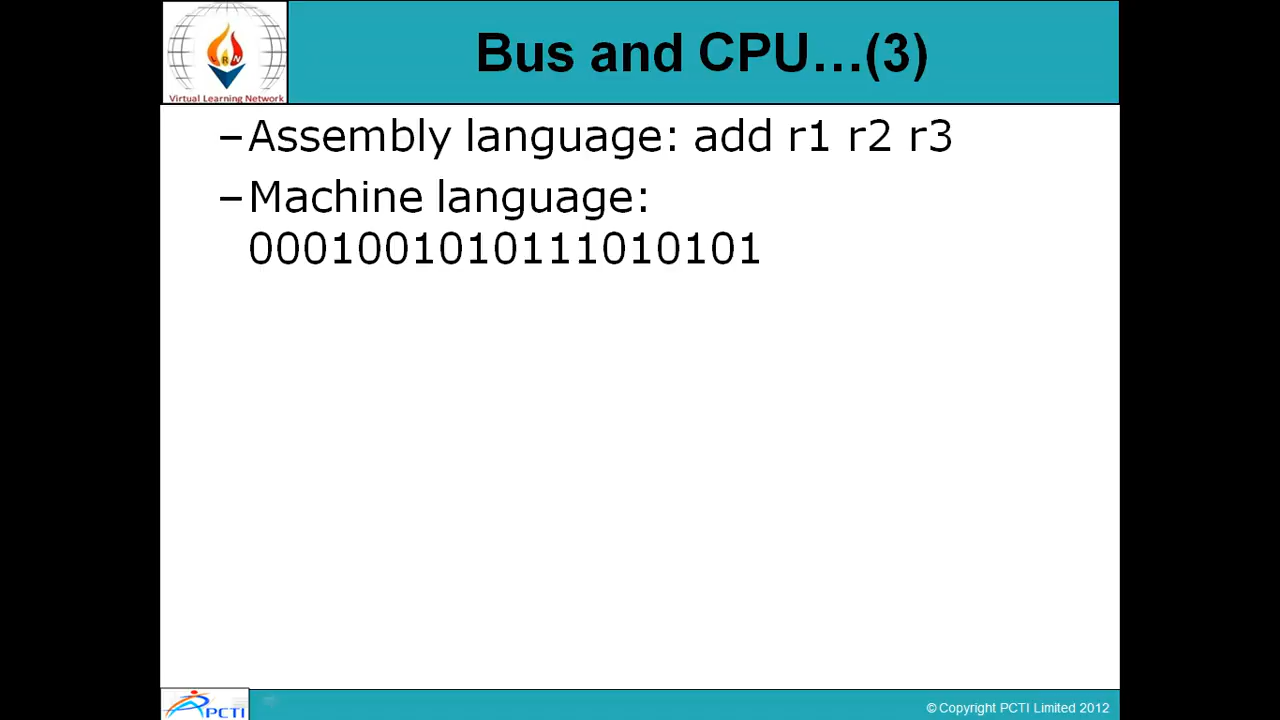 LRN
Virtual Learning Network
Bus and CPU…(3)
–Assembly language: add r1 r2 r3
–Machine language:
0001001010111010101
PCTI
© Copyright PCTI Limited 2012